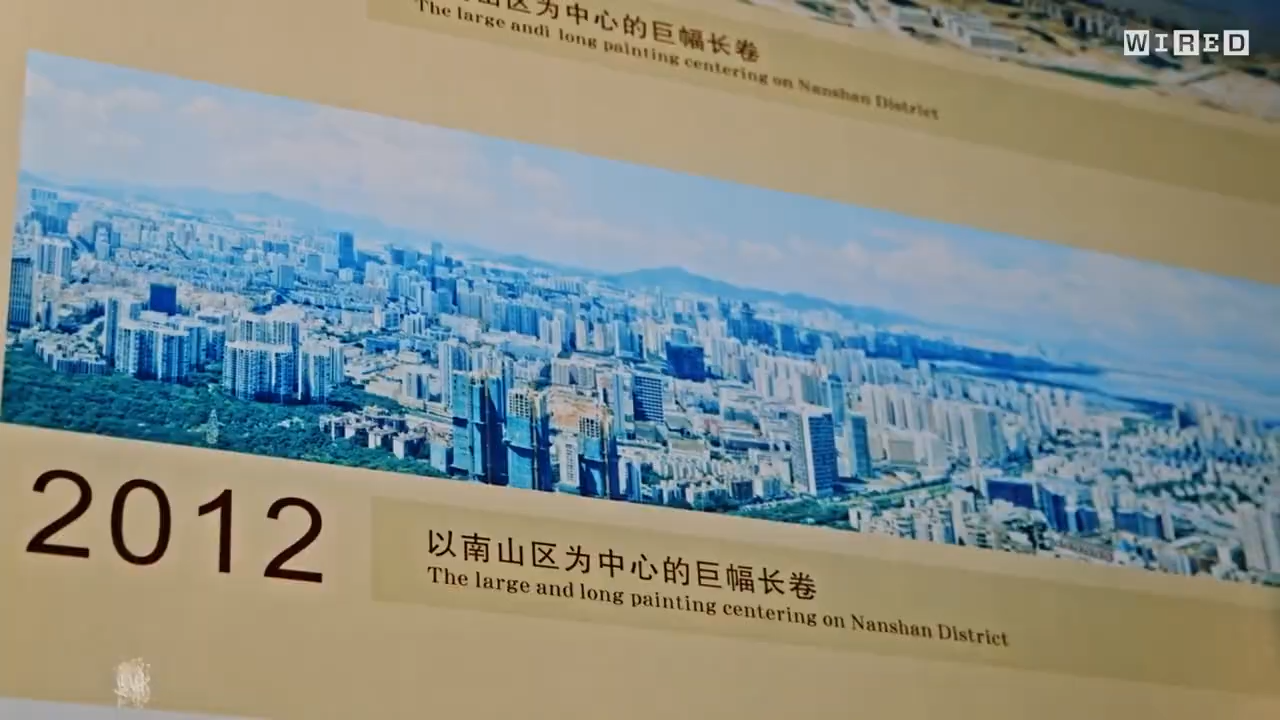 南山区为中心的巨幅长卷
The large andi long painting centering on Nanshan District
WIRED
2012
以南山区为中心的巨幅长卷
The large and long painting centering on Nanshan District